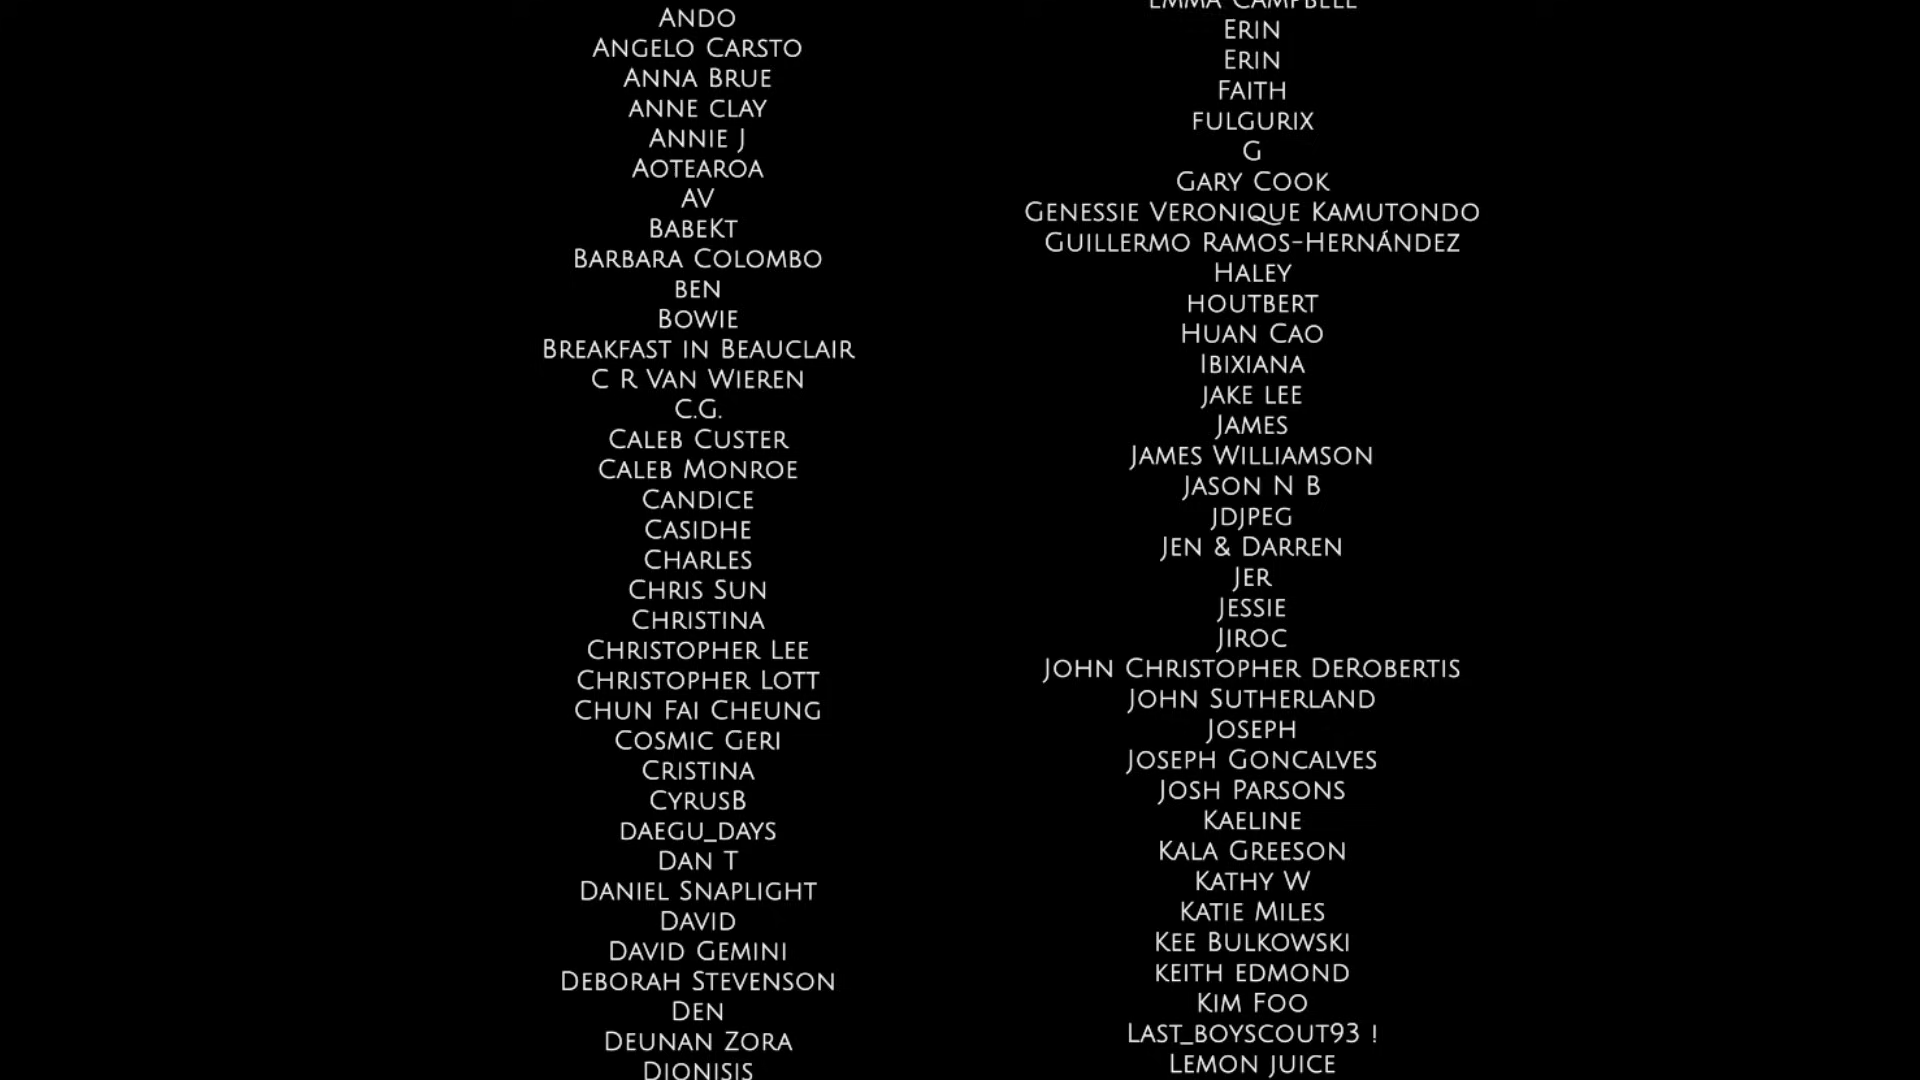 Ando
Angelo Carsto
Anna Brue
anne clay
Annie J
Aotearoa
AV
BabeKt
Barbara Colombo
ben
Bowie
Breakfast in Beauclair
C R Van Wieren
C.G.
Caleb Custer
Caleb Monroe
Candice
Casidhe
Charles
Chris Sun
Christina
Christopher Lee
Christopher Lott
Chun Fai Cheung
Cosmic Geri
Cristina
CyrusB
daegu_days
Dan T
Daniel Snaplight
David
David Gemini
Deborah Stevenson
Den
Deunan Zora
Dionisis
Emma Campbell
Erin
Erin
Faith
fulgurix
G
Gary Cook
Genessie Veronique Kamutondo
Guillermo Ramos-Hernández
Haley
houtbert
Huan Cao
Ibixiana
jake lee
James
James Williamson
Jason N B
jdjpeg
Jen & Darren
Jer
Jessie
Jiroc
John Christopher DeRobertis
John Sutherland
Joseph
Joseph Goncalves
Josh Parsons
Kaeline
Kala Greeson
Kathy W
Katie Miles
Kee Bulkowski
keith edmond
Kim Foo
Last_boyscout93 !
Lemon juice